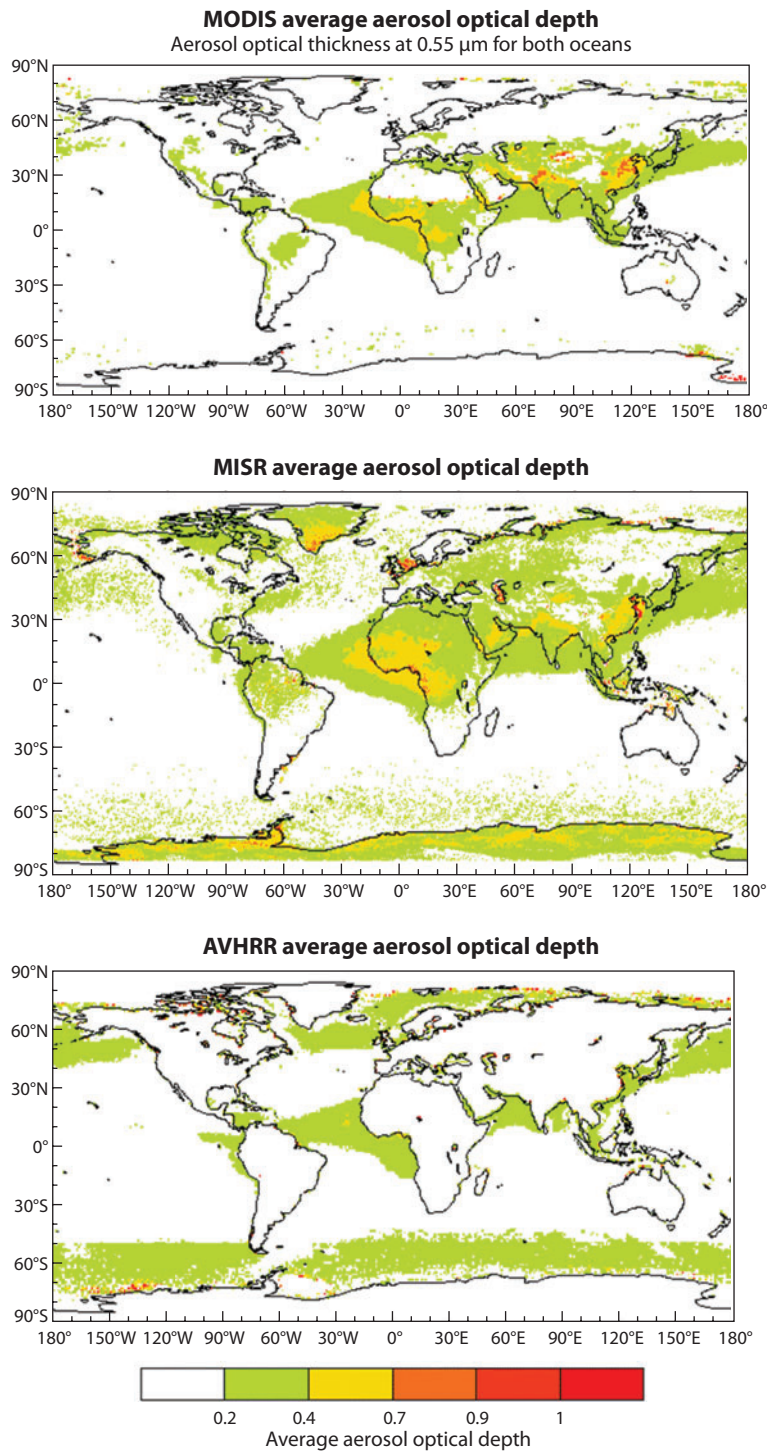 MODIS average aerosol optical depth
Aerosol optical thickness at 0.55 µm for both oceans
90°N
60°N
30°N
0°
30°S
60°S
90°S
180° 150°W 120°W 90°W 60°W 30°W 0° 30°E 60°E 90°E 120°E 150°E 180°
MISR average aerosol optical depth
90°N
60°N
30°N
0°
30°S
60°S
90°S
180° 150°W 120°W 90°W 60°W 30°W 0° 30°E 60°E 90°E 120°E 150°E 180°
AVHRR average aerosol optical depth
90°N
60°N
30°N
0°
30°S
60°S
90°S
180° 150°W 120°W 90°W 60°W 30°W 0° 30°E 60°E 90°E 120°E 150°E 180°
0.2 0.4 0.7 0.9 1
Average aerosol optical depth